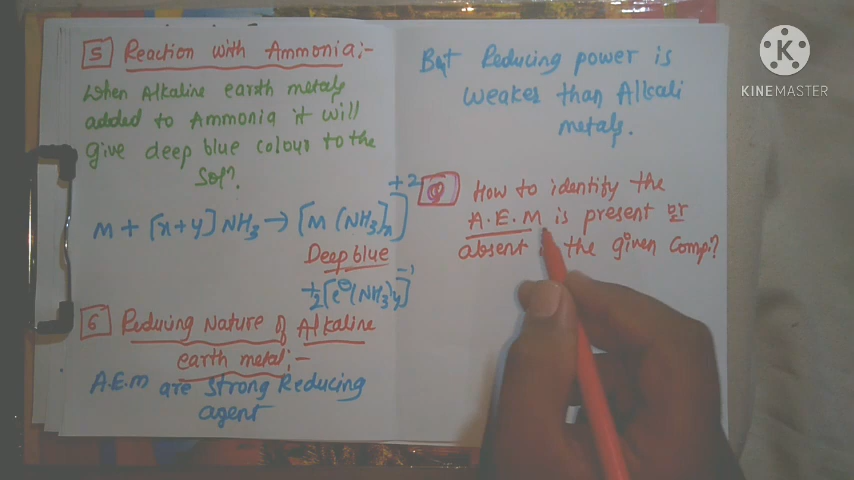 5 Reaction with Ammonia:-
When Alkaline earth metals
added to Ammonia it will
give deep blue colour to the
Sol?
M + [x+y] NH3 → [M (NH3)x]+2
Deep blue
+2[e⊖(NH3)y]-1
6 Reducing Nature of Alkaline
earth metal:-
A.E.M are strong Reducing
agent
But Reducing power is
weakes than Alkali
metals.
Q How to identify the
A.E.M is present or
absent the given Comp?
K
KINEMASTER